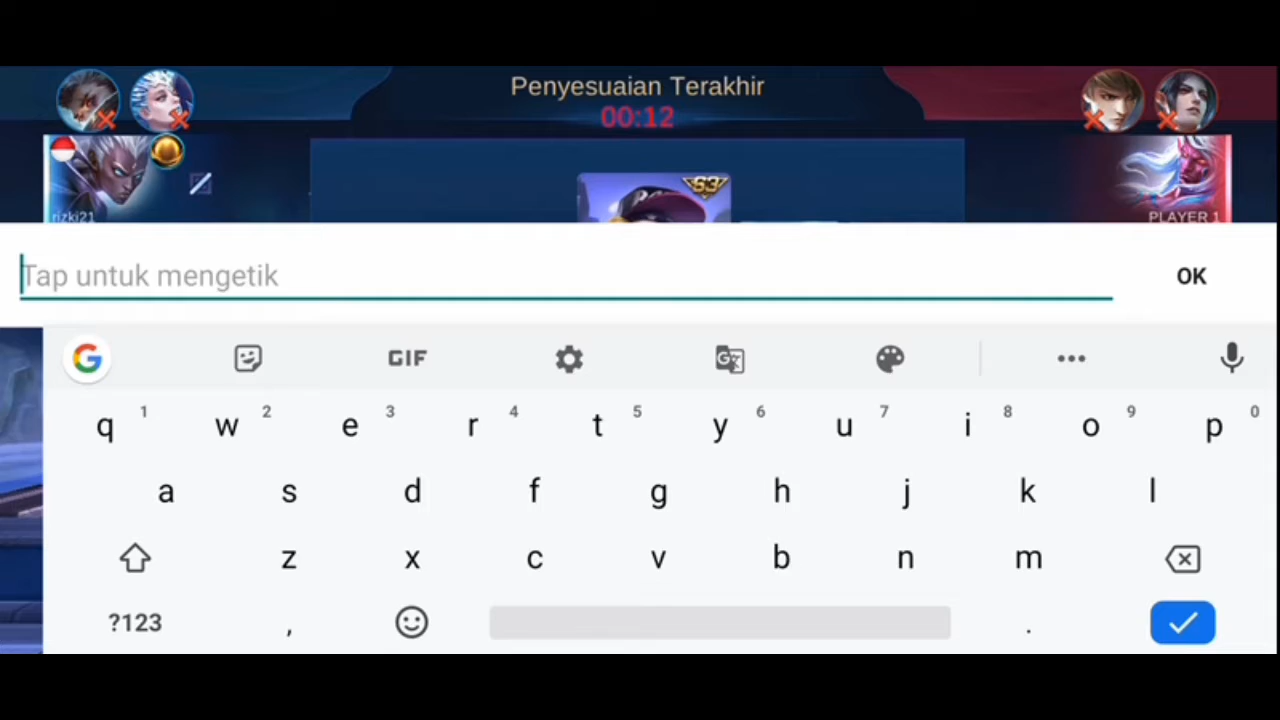 Penyesuaian Terakhir
00:12
S3
rizki21
PLAYER 1
Tap untuk mengetik
OK
G GIF G
q 1 w 2 e 3 r 4 t 5 y 6 u 7 i 8 o 9 p 0
a s d f g h j k l
z x c v b n m
?123 , .